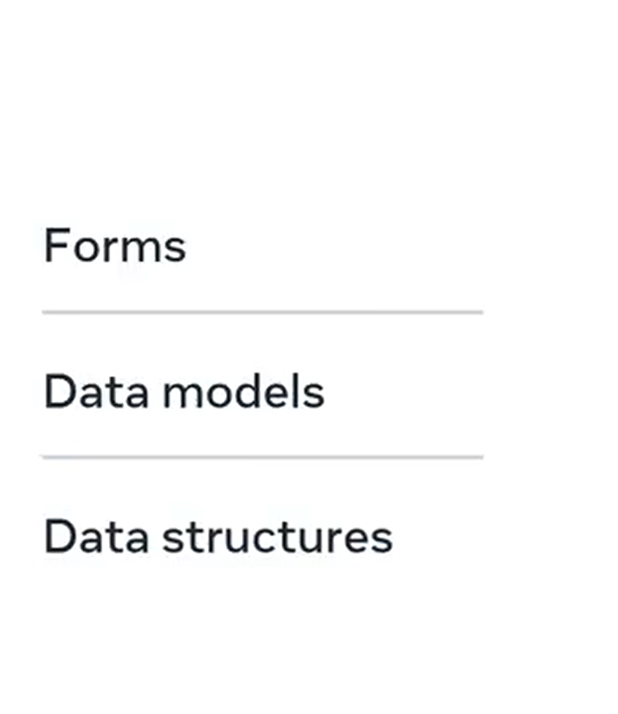 Forms
Data models
Data structures